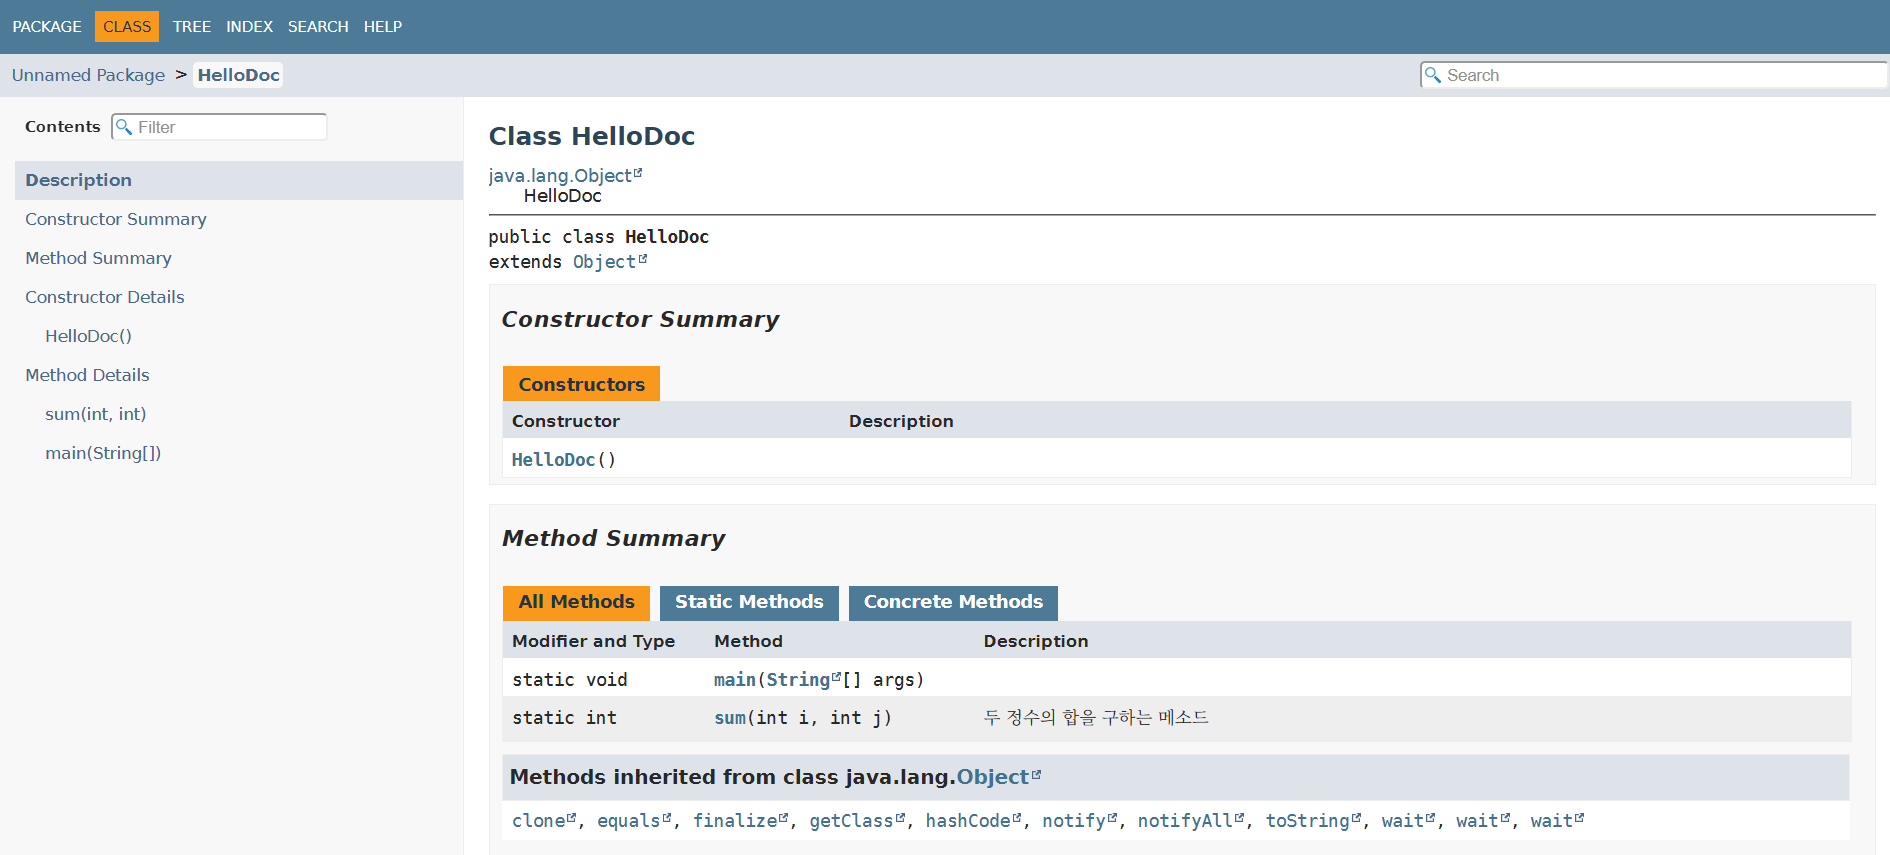 PACKAGE CLASS TREE INDEX SEARCH HELP
Unnamed Package > HelloDoc
Search
Contents
Filter
Description
Constructor Summary
Method Summary
Constructor Details
HelloDoc()
Method Details
sum(int, int)
main(String[])
Class HelloDoc
java.lang.Object
HelloDoc
public class HelloDoc
extends Object
Constructor Summary
Constructors
Constructor Description
HelloDoc()
Method Summary
All Methods Static Methods Concrete Methods
Modifier and Type Method Description
static void main(String[] args)
static int sum(int i, int j) 두 정수의 합을 구하는 메소드
Methods inherited from class java.lang.Object
clone, equals, finalize, getClass, hashCode, notify, notifyAll, toString, wait, wait, wait